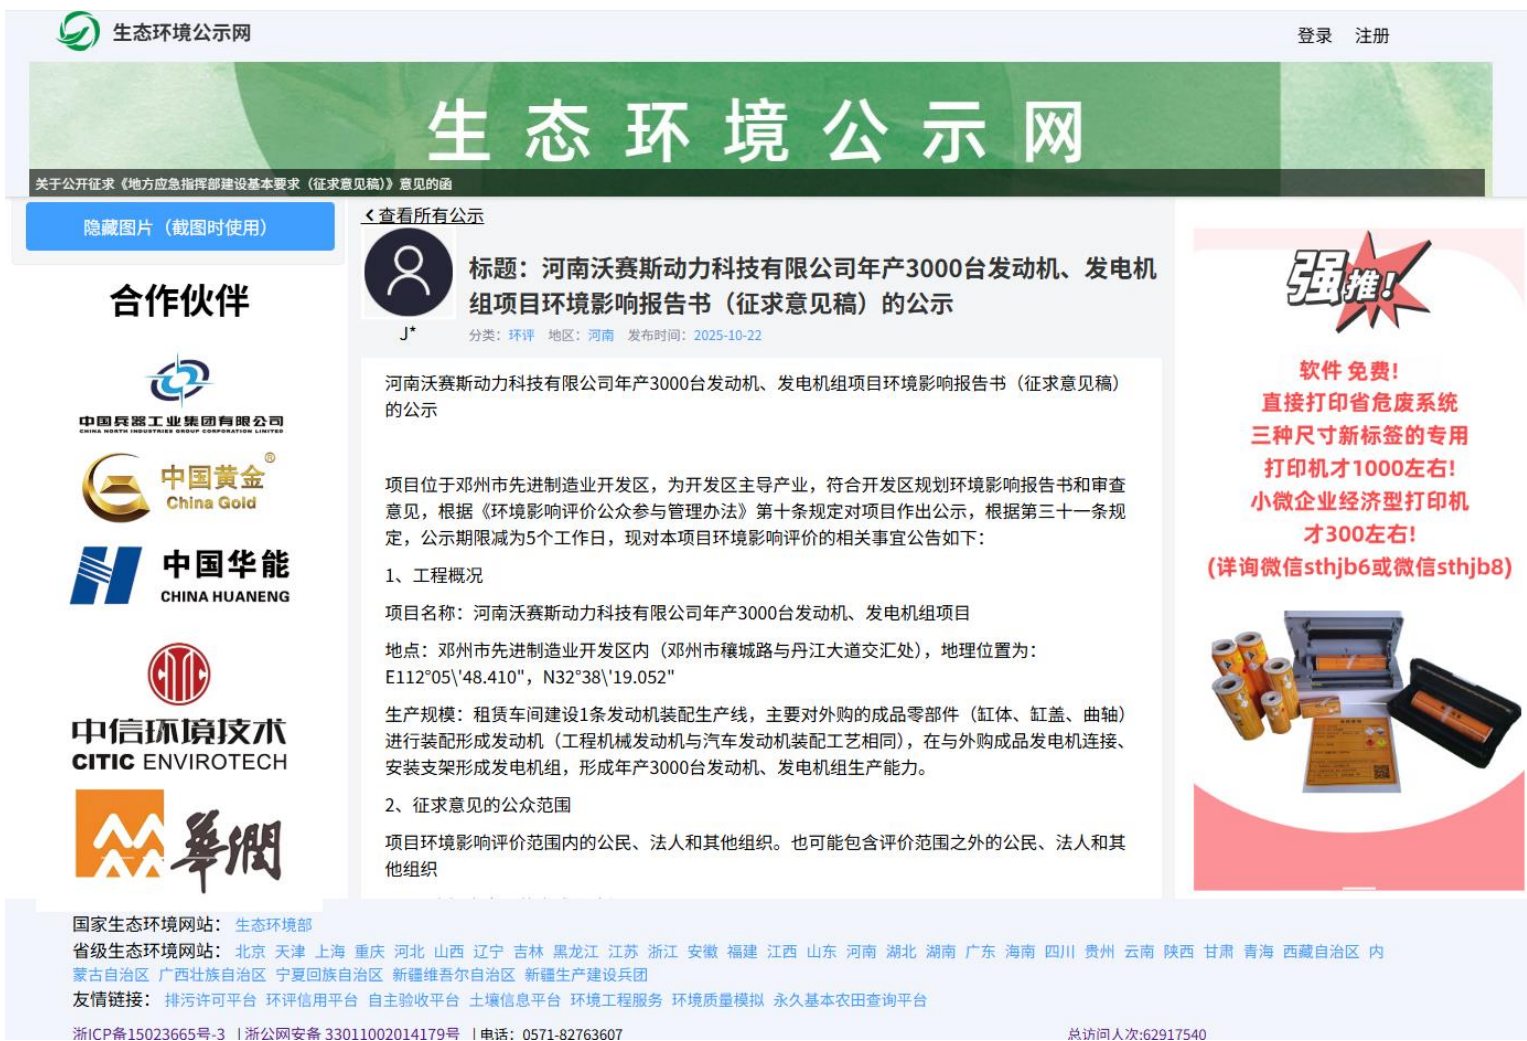 生态环境公示网
登录 注册
生态环境公示网
关于公开征求《地方应急指挥部建设基本要求（征求意见稿）》意见的函
隐藏图片（截图时使用）
合作伙伴
中国兵器工业集团有限公司
CHINA NORTH INDUSTRIES GROUP CORPORATION LIMITED
中国黄金®
China Gold
中国华能
CHINA HUANENG
中信环境技术
CITIC ENVIROTECH
華潤
查看所有公示
J*
标题：河南沃赛斯动力科技有限公司年产3000台发动机、发电机
组项目环境影响报告书（征求意见稿）的公示
分类：环评 地区：河南 发布时间：2025-10-22
河南沃赛斯动力科技有限公司年产3000台发动机、发电机组项目环境影响报告书（征求意见稿）
的公示
项目位于邓州市先进制造业开发区，为开发区主导产业，符合开发区规划环境影响报告书和审查
意见，根据《环境影响评价公众参与管理办法》第十条规定对项目作出公示，根据第三十一条规
定，公示期限减为5个工作日，现对本项目环境影响评价的相关事宜公告如下：
1、工程概况
项目名称：河南沃赛斯动力科技有限公司年产3000台发动机、发电机组项目
地点：邓州市先进制造业开发区内（邓州市穰城路与丹江大道交汇处），地理位置为：
E112°05\'48.410"，N32°38\'19.052"
生产规模：租赁车间建设1条发动机装配生产线，主要对外购的成品零部件（缸体、缸盖、曲轴）
进行装配形成发动机（工程机械发动机与汽车发动机装配工艺相同），在与外购成品发电机连接、
安装支架形成发电机组，形成年产3000台发动机、发电机组生产能力。
2、征求意见的公众范围
项目环境影响评价范围内的公民、法人和其他组织。也可能包含评价范围之外的公民、法人和其
他组织
强推!
软件 免费!
直接打印省危废系统
三种尺寸新标签的专用
打印机才1000左右!
小微企业经济型打印机
才300左右!
(详询微信sthjb6或微信sthjb8)
国家生态环境网站： 生态环境部
省级生态环境网站： 北京 天津 上海 重庆 河北 山西 辽宁 吉林 黑龙江 江苏 浙江 安徽 福建 江西 山东 河南 湖北 湖南 广东 海南 四川 贵州 云南 陕西 甘肃 青海 西藏自治区 内
蒙古自治区 广西壮族自治区 宁夏回族自治区 新疆维吾尔自治区 新疆生产建设兵团
友情链接： 排污许可平台 环评信用平台 自主验收平台 土壤信息平台 环境工程服务 环境质量模拟 永久基本农田查询平台
浙ICP备15023665号-3 | 浙公网安备 33011002014179号 | 电话：0571-82763607
总访问人次:62917540